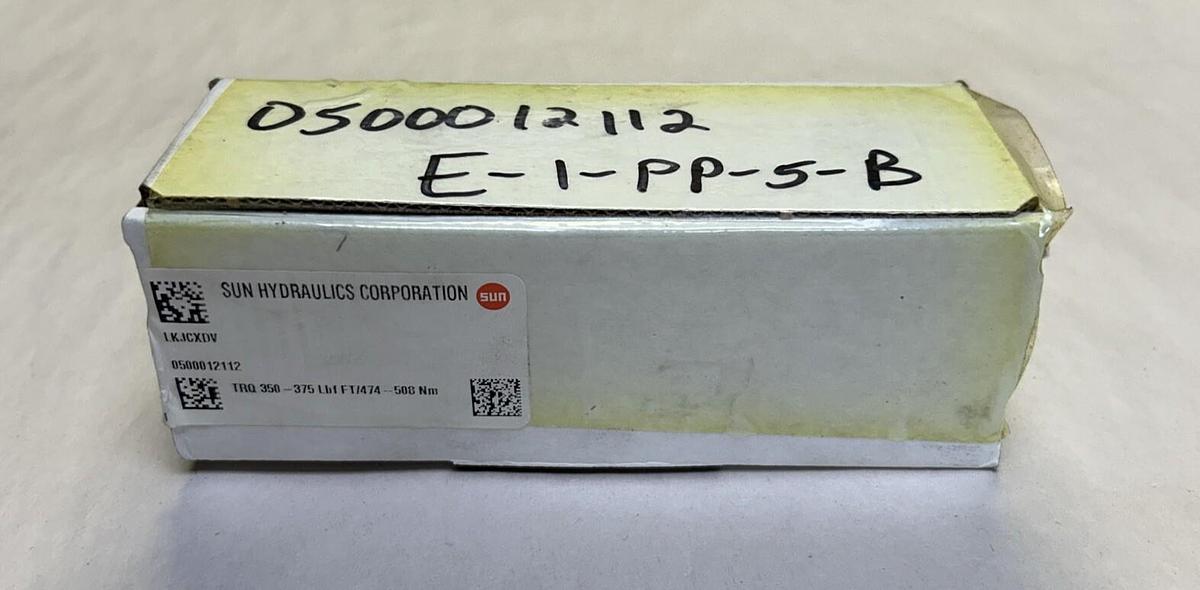 0500012112
E-1-PP-5-B
SUN HYDRAULICS CORPORATION sun
LKJCXDV
0500012112
TRQ 350-375 Lbf FT/474-508 Nm